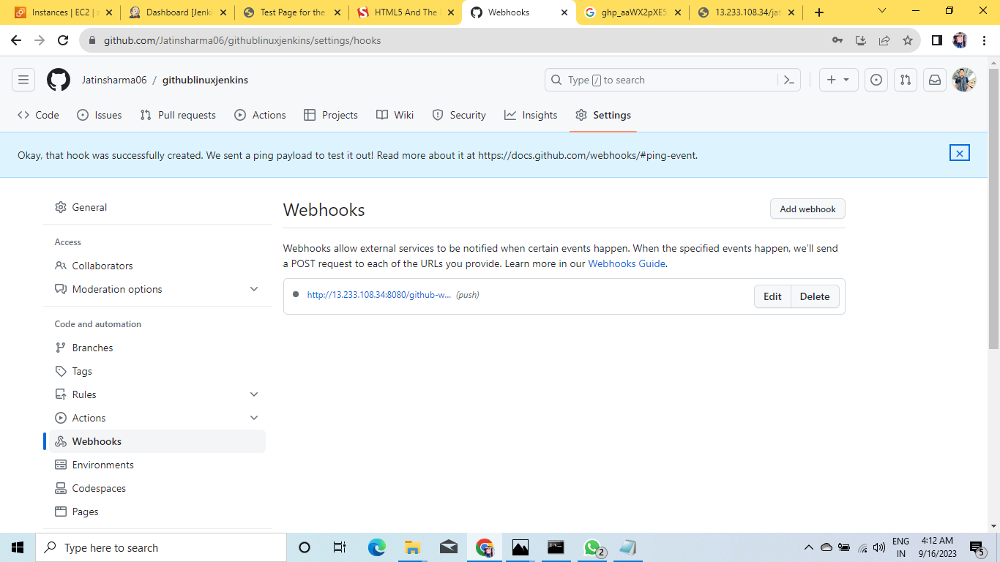 Instances | EC2 | a
Dashboard [Jenki
Test Page for the
HTML5 And The
Webhooks
ghp_aaWX2pXE5
13.233.108.34/jat
github.com/Jatinsharma06/githublinuxjenkins/settings/hooks
Jatinsharma06 / githublinuxjenkins
Type / to search
Code
Issues
Pull requests
Actions
Projects
Wiki
Security
Insights
Settings
Okay, that hook was successfully created. We sent a ping payload to test it out! Read more about it at https://docs.github.com/webhooks/#ping-event.
General
Access
Collaborators
Moderation options
Code and automation
Branches
Tags
Rules
Actions
Webhooks
Environments
Codespaces
Pages
Webhooks
Add webhook
Webhooks allow external services to be notified when certain events happen. When the specified events happen, we'll send
a POST request to each of the URLs you provide. Learn more in our Webhooks Guide.
http://13.233.108.34:8080/github-w... (push)
Edit
Delete
Type here to search
2
ENG
IN
4:12 AM
9/16/2023
5